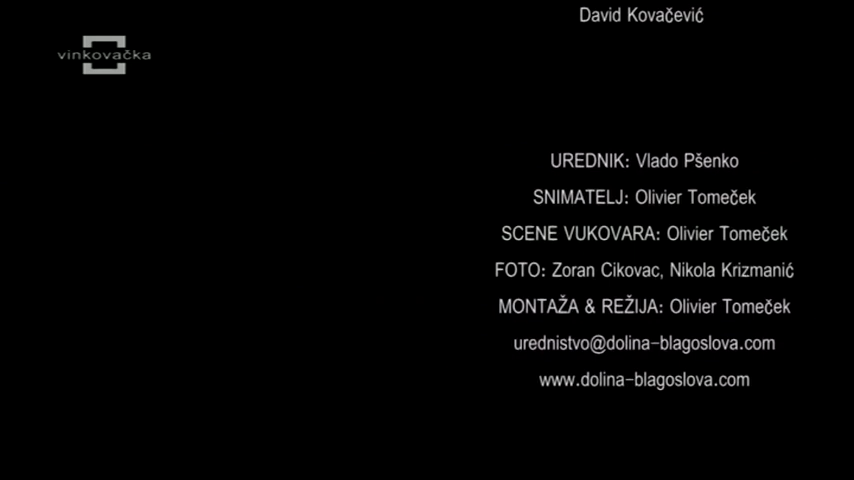 David Kovačević
vinkovačka
UREDNIK: Vlado Pšenko
SNIMATELJ: Olivier Tomeček
SCENE VUKOVARA: Olivier Tomeček
FOTO: Zoran Cikovac, Nikola Krizmanić
MONTAŽA & REŽIJA: Olivier Tomeček
urednistvo@dolina-blagoslova.com
www.dolina-blagoslova.com